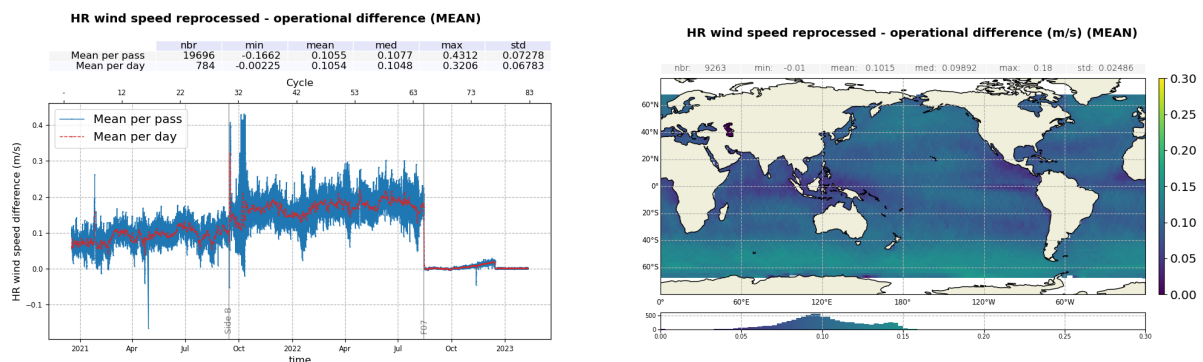 HR wind speed reprocessed - operational difference (MEAN)
nbr min mean med max std
Mean per pass 19696 -0.1662 0.1055 0.1077 0.4312 0.07278
Mean per day 784 -0.00225 0.1054 0.1048 0.3206 0.06783
Cycle
- 12 22 32 42 53 63 73 83
Mean per pass
Mean per day
HR wind speed difference (m/s)
0.4
0.3
0.2
0.1
0.0
−0.1
Side B
F07
2021 Apr Jul Oct 2022 Apr Jul Oct 2023
time
HR wind speed reprocessed - operational difference (m/s) (MEAN)
nbr: 9263 min: -0.01 mean: 0.1015 med: 0.09892 max: 0.18 std: 0.02486
60°N
40°N
20°N
0°
20°S
40°S
60°S
0° 60°E 120°E 180° 120°W 60°W
0.30
0.25
0.20
0.15
0.10
0.05
0.00
500
0
0.00 0.05 0.10 0.15 0.20 0.25 0.30